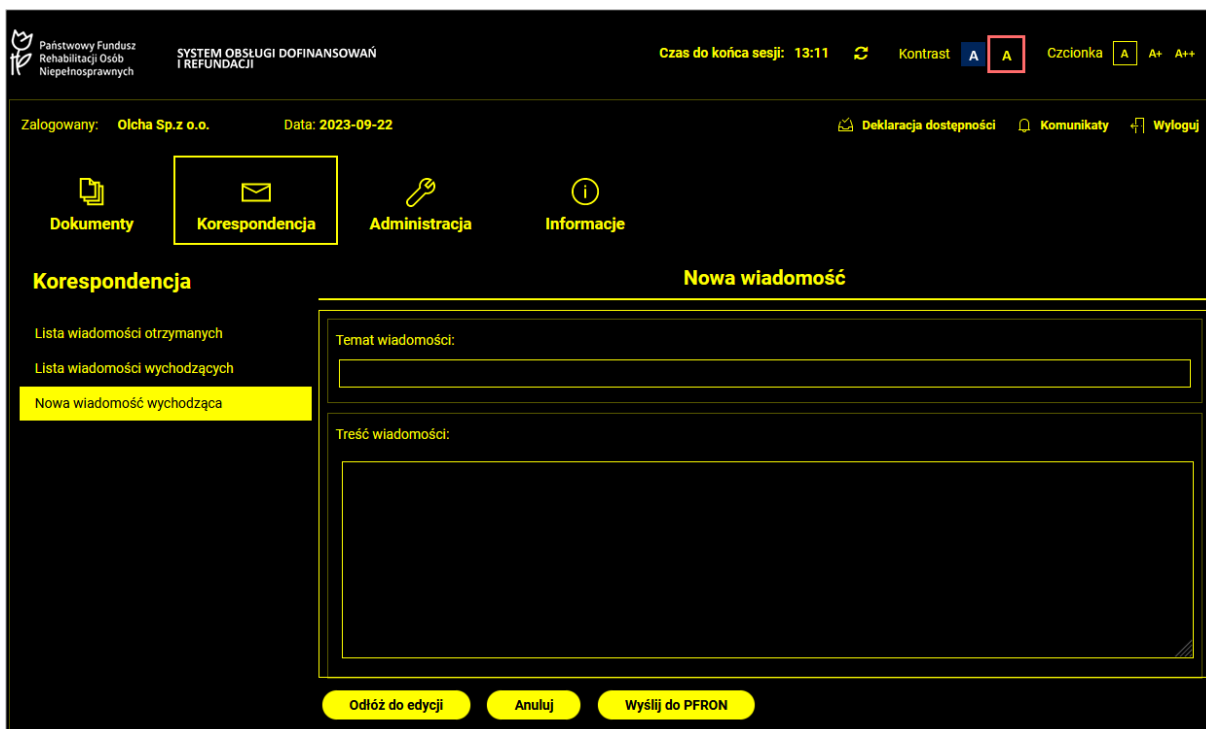 Państwowy Fundusz
Rehabilitacji Osób
Niepełnosprawnych
SYSTEM OBSŁUGI DOFINANSOWAŃ
I REFUNDACJI
Czas do końca sesji: 13:11
Kontrast A A
Czcionka A A+ A++
Zalogowany: Olcha Sp.z o.o. Data: 2023-09-22
Deklaracja dostępności Komunikaty Wyloguj
Dokumenty Korespondencja Administracja Informacje
Korespondencja
Lista wiadomości otrzymanych
Lista wiadomości wychodzących
Nowa wiadomość wychodząca
Nowa wiadomość
Temat wiadomości:
Treść wiadomości:
Odłóż do edycji Anuluj Wyślij do PFRON